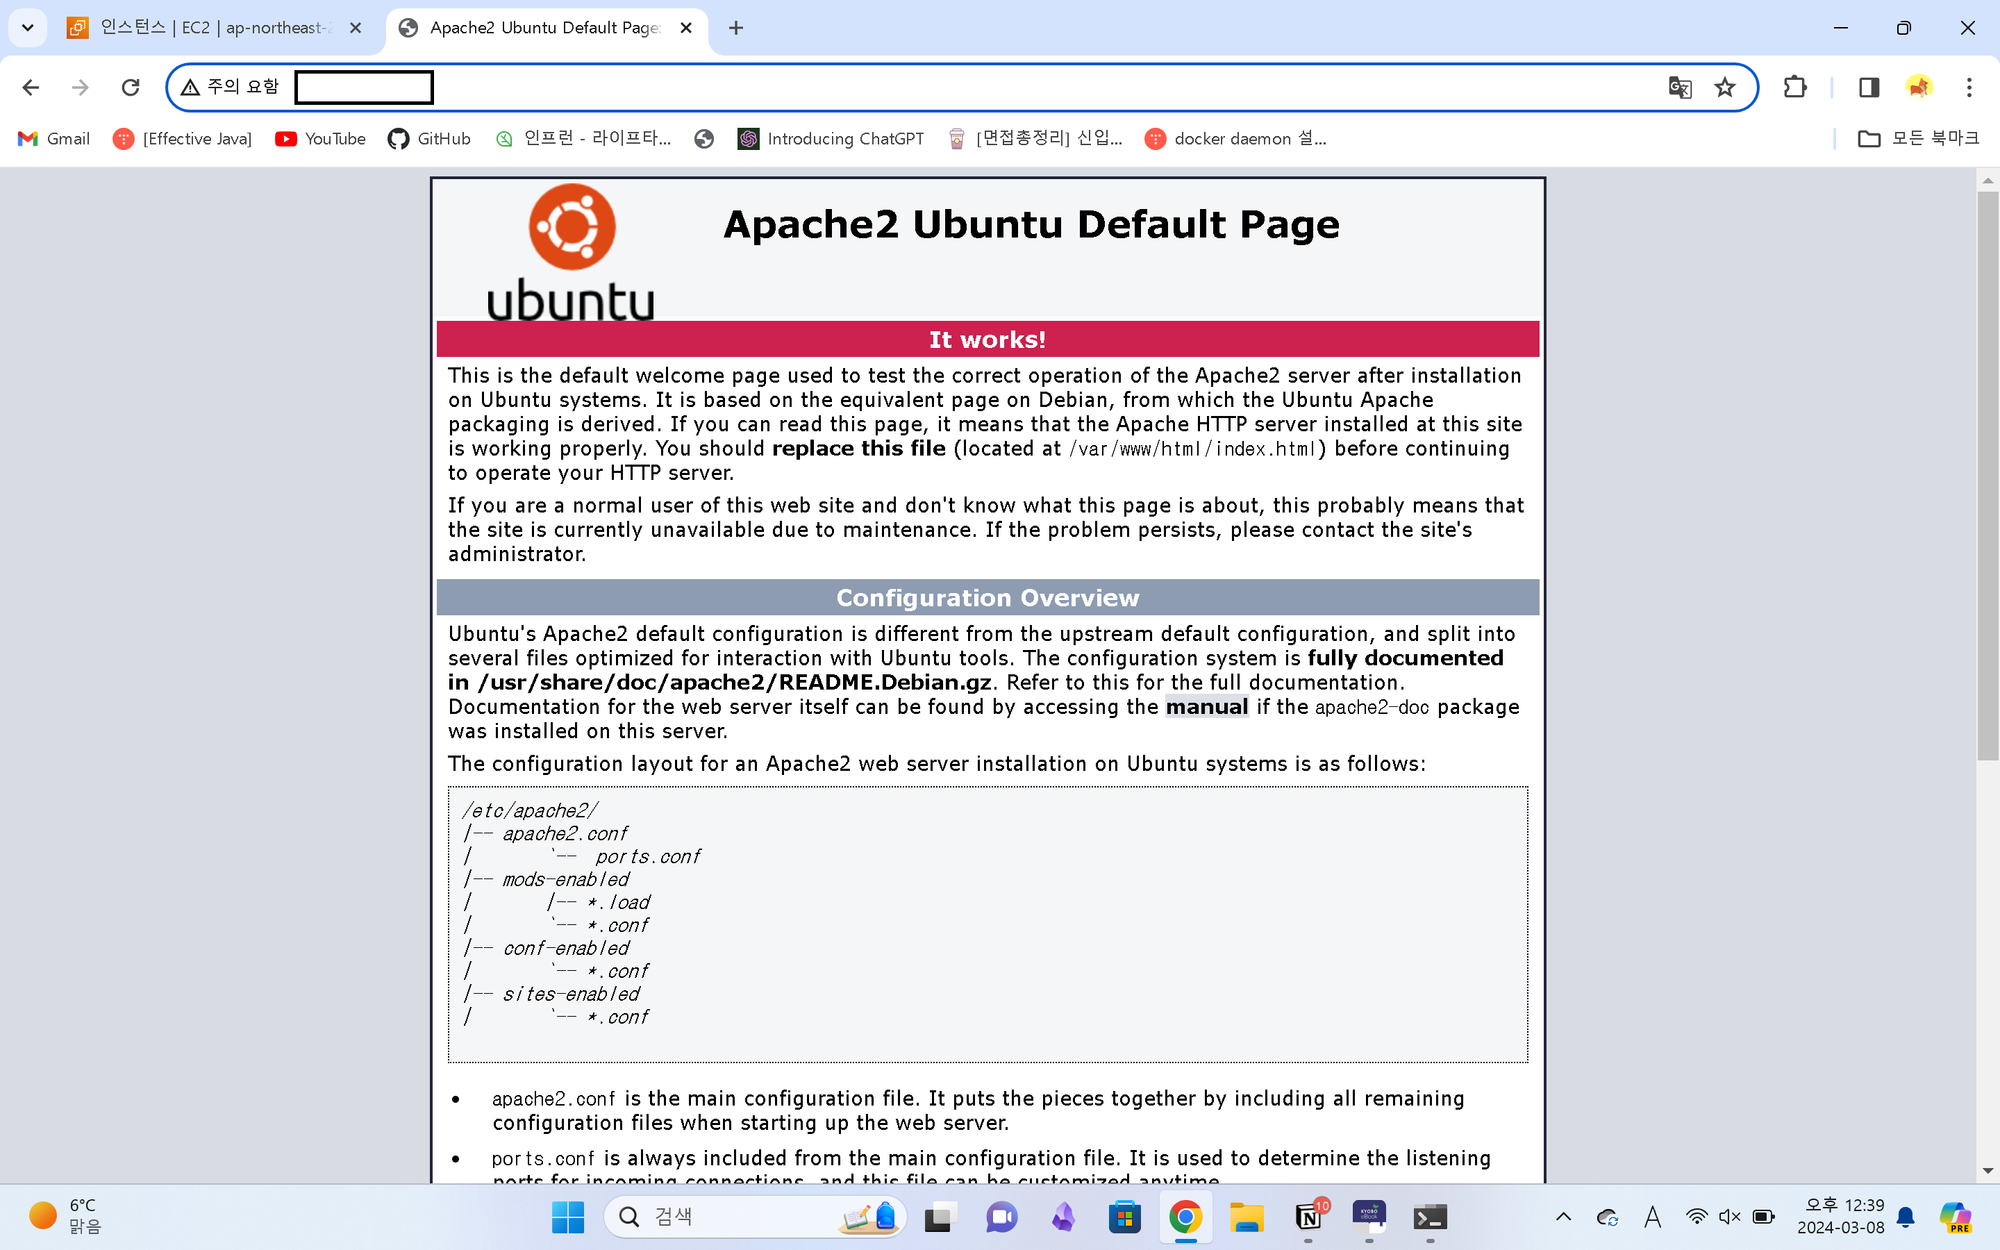 인스턴스 | EC2 | ap-northeast-2
Apache2 Ubuntu Default Page:
주의 요함
Gmail
[Effective Java]
YouTube
GitHub
인프런 - 라이프타...
Introducing ChatGPT
[면접총정리] 신입...
docker daemon 설...
모든 북마크
ubuntu
Apache2 Ubuntu Default Page
It works!
This is the default welcome page used to test the correct operation of the Apache2 server after installation
on Ubuntu systems. It is based on the equivalent page on Debian, from which the Ubuntu Apache
packaging is derived. If you can read this page, it means that the Apache HTTP server installed at this site
is working properly. You should replace this file (located at /var/www/html/index.html) before continuing
to operate your HTTP server.
If you are a normal user of this web site and don't know what this page is about, this probably means that
the site is currently unavailable due to maintenance. If the problem persists, please contact the site's
administrator.
Configuration Overview
Ubuntu's Apache2 default configuration is different from the upstream default configuration, and split into
several files optimized for interaction with Ubuntu tools. The configuration system is fully documented
in /usr/share/doc/apache2/README.Debian.gz. Refer to this for the full documentation.
Documentation for the web server itself can be found by accessing the manual if the apache2-doc package
was installed on this server.
The configuration layout for an Apache2 web server installation on Ubuntu systems is as follows:
/etc/apache2/
|-- apache2.conf
|       `--  ports.conf
|-- mods-enabled
|       |-- *.load
|       `-- *.conf
|-- conf-enabled
|       `-- *.conf
|-- sites-enabled
|       `-- *.conf
• apache2.conf is the main configuration file. It puts the pieces together by including all remaining
configuration files when starting up the web server.
• ports.conf is always included from the main configuration file. It is used to determine the listening
ports for incoming connections, and this file can be customized anytime.
6°C
맑음
검색
10
KYOBO
eBook
A
오후 12:39
2024-03-08
PRE